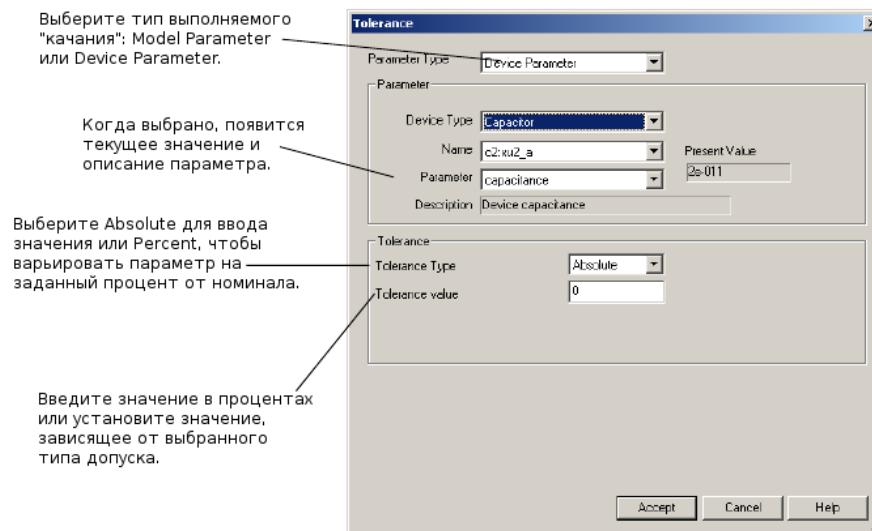 Выберите тип выполняемого
"качания": Model Parameter
или Device Parameter.
Когда выбрано, появится
текущее значение и
описание параметра.
Выберите Absolute для ввода
значения или Percent, чтобы
варьировать параметр на
заданный процент от номинала.
Введите значение в процентах
или установите значение,
зависящее от выбранного
типа допуска.
Tolerance
Parameter Type Device Parameter
Parameter
Device Type Capacitor
Name c2:xu2_a Present Value
Parameter capacitance 2e-011
Description Device capacitance
Tolerance
Tolerance Type Absolute
Tolerance value 0
Accept Cancel Help